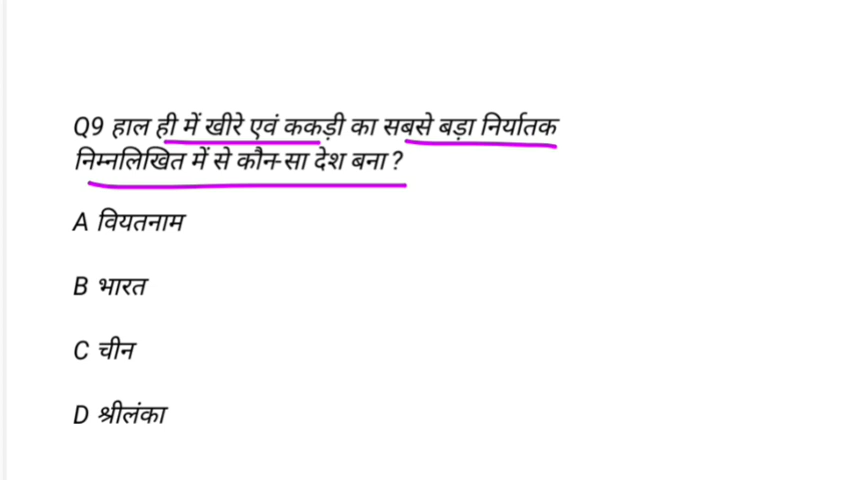 Q9 हाल ही में खीरे एवं ककड़ी का सबसे बड़ा निर्यातक
निम्नलिखित में से कौन-सा देश बना?
A वियतनाम
B भारत
C चीन
D श्रीलंका